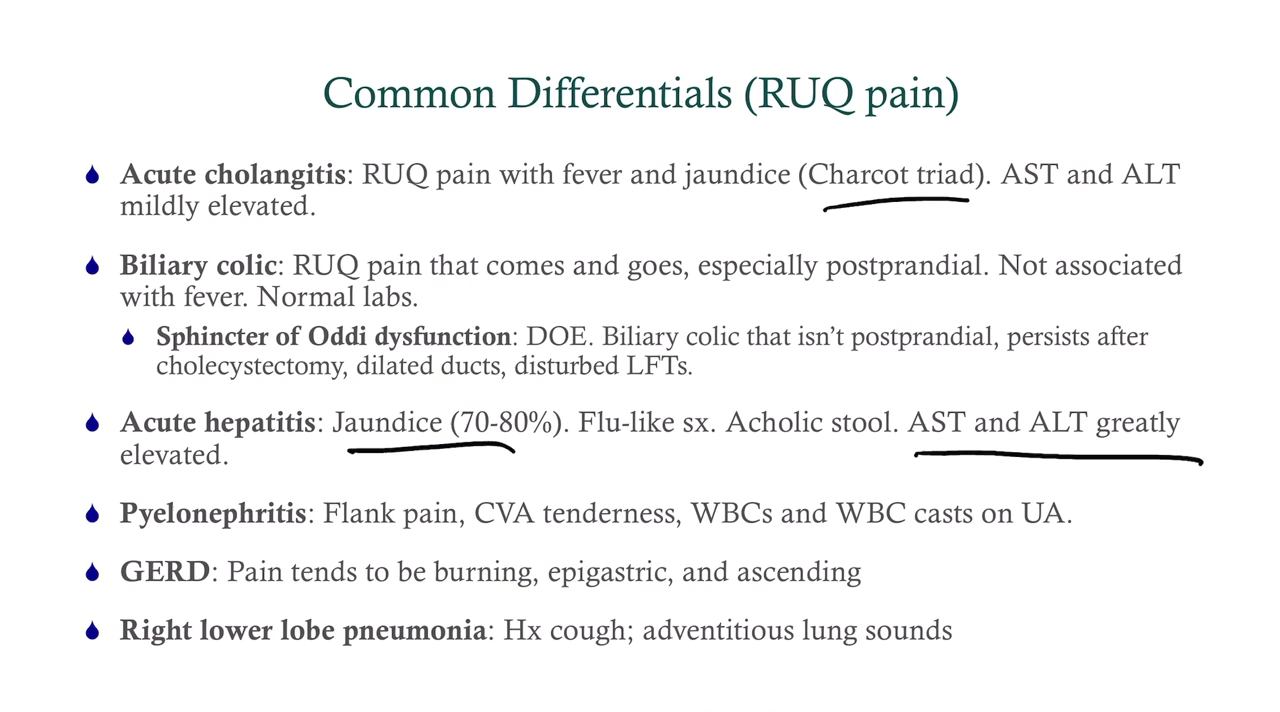 Common Differentials (RUQ pain)
Acute cholangitis: RUQ pain with fever and jaundice (Charcot triad). AST and ALT
mildly elevated.
Biliary colic: RUQ pain that comes and goes, especially postprandial. Not associated
with fever. Normal labs.
Sphincter of Oddi dysfunction: DOE. Biliary colic that isn’t postprandial, persists after
cholecystectomy, dilated ducts, disturbed LFTs.
Acute hepatitis: Jaundice (70-80%). Flu-like sx. Acholic stool. AST and ALT greatly
elevated.
Pyelonephritis: Flank pain, CVA tenderness, WBCs and WBC casts on UA.
GERD: Pain tends to be burning, epigastric, and ascending
Right lower lobe pneumonia: Hx cough; adventitious lung sounds